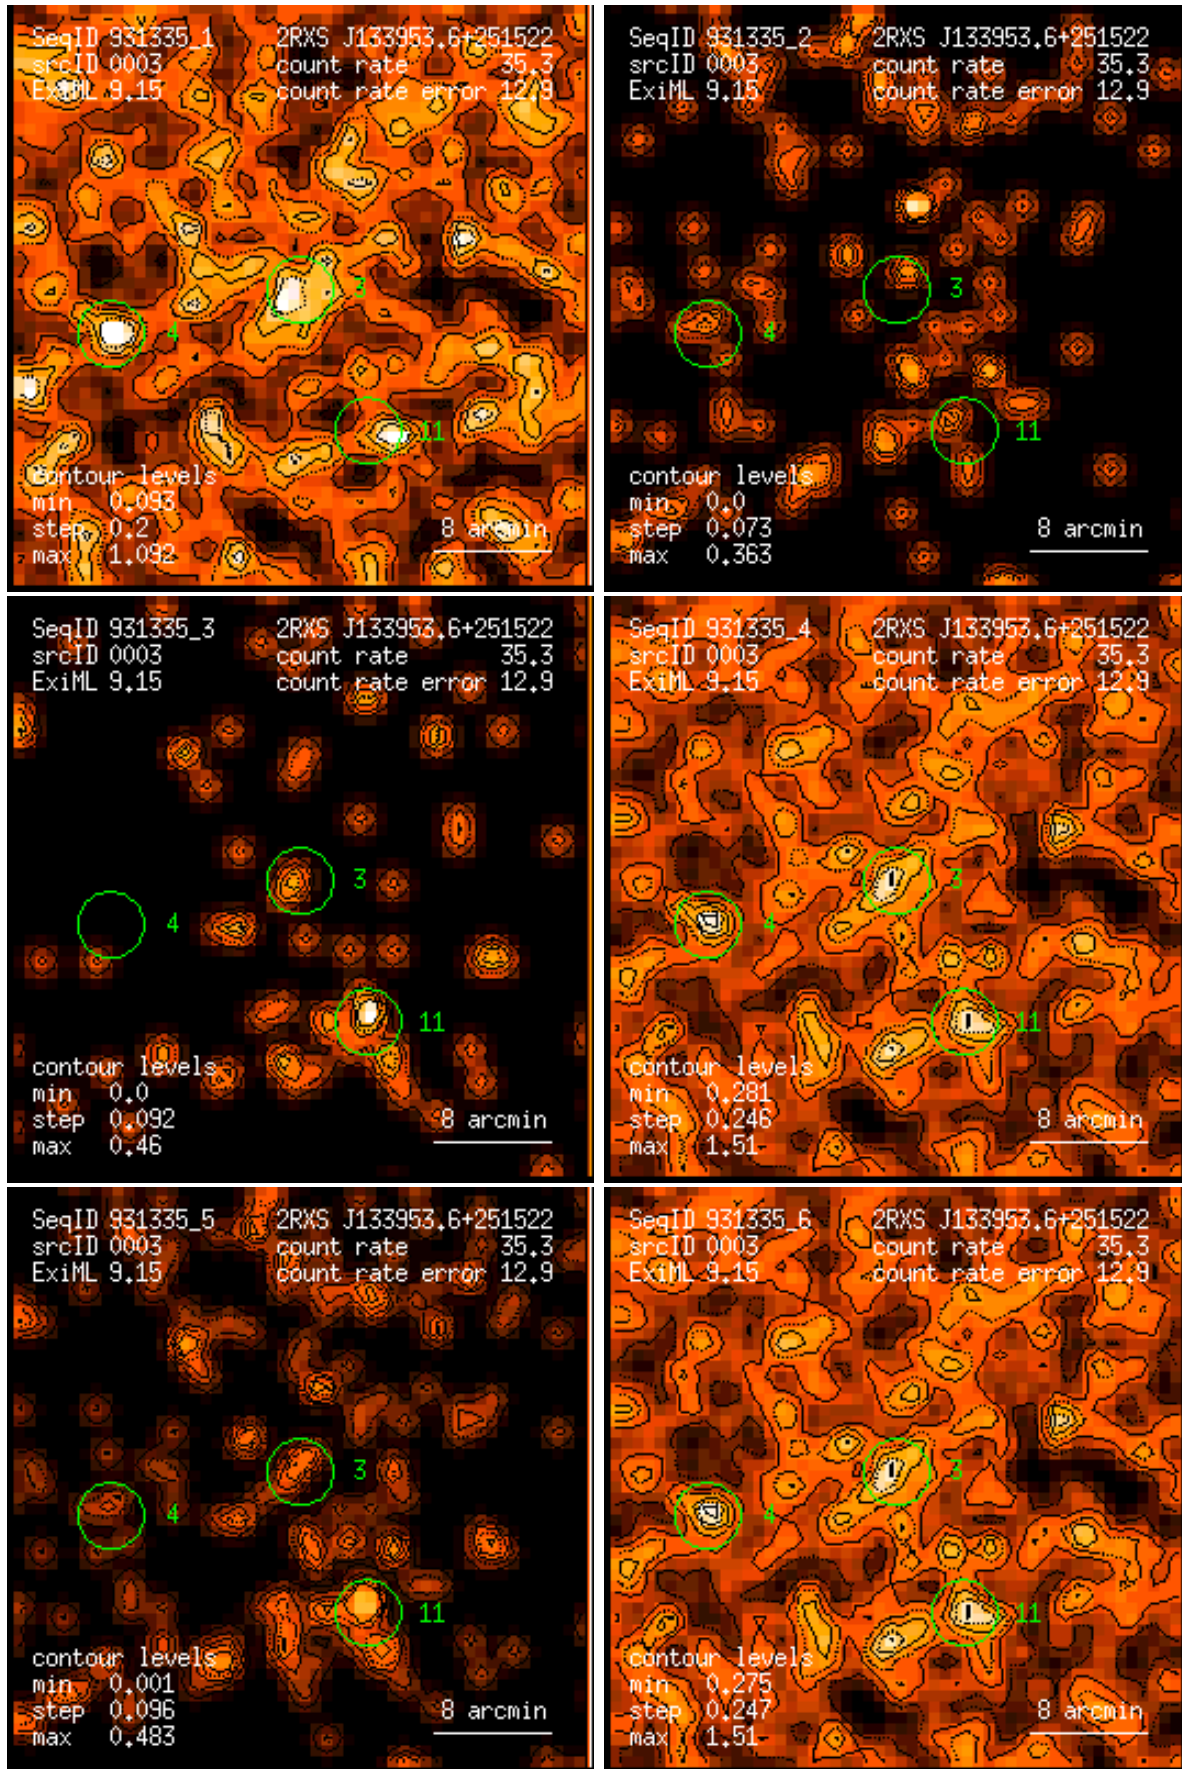 SeqID 931335_1 2RXS J133953.6+251522
srcID 0003 count rate 35.3
ExiML 9.15 count rate error 12.9
3
4
11
contour levels
min 0.093
step 0.2 8 arcmin
max 1.092
SeqID 931335_2 2RXS J133953.6+251522
srcID 0003 count rate 35.3
ExiML 9.15 count rate error 12.9
3
4
11
contour levels
min 0.0
step 0.073 8 arcmin
max 0.363
SeqID 931335_3 2RXS J133953.6+251522
srcID 0003 count rate 35.3
ExiML 9.15 count rate error 12.9
3
4
11
contour levels
min 0.0
step 0.092 8 arcmin
max 0.46
SeqID 931335_4 2RXS J133953.6+251522
srcID 0003 count rate 35.3
ExiML 9.15 count rate error 12.9
3
4
11
contour levels
min 0.281
step 0.246 8 arcmin
max 1.51
SeqID 931335_5 2RXS J133953.6+251522
srcID 0003 count rate 35.3
ExiML 9.15 count rate error 12.9
3
4
11
contour levels
min 0.001
step 0.096 8 arcmin
max 0.483
SeqID 931335_6 2RXS J133953.6+251522
srcID 0003 count rate 35.3
ExiML 9.15 count rate error 12.9
3
4
11
contour levels
min 0.275
step 0.247 8 arcmin
max 1.51